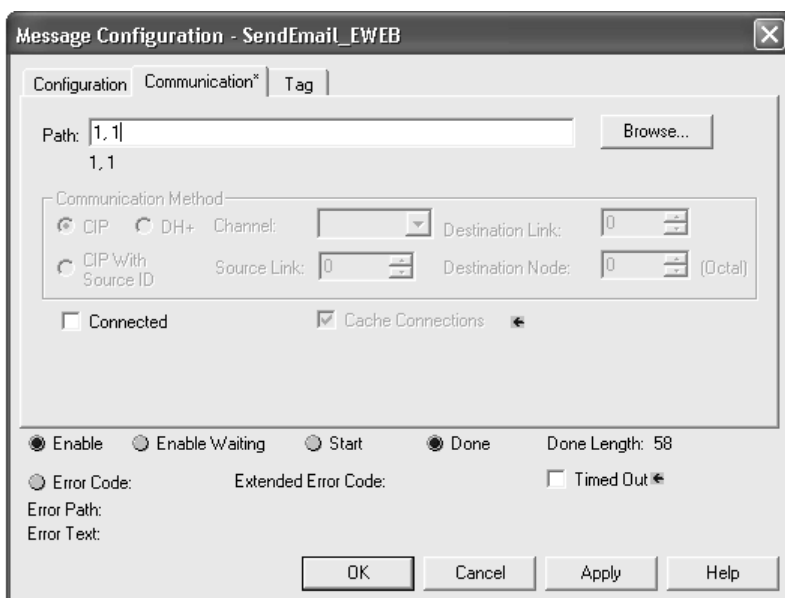 Message Configuration - SendEmail_EWEB
Configuration Communication* Tag
Path: 1, 1 Browse...
1, 1
Communication Method
CIP DH+ Channel: Destination Link: 0
CIP With Source ID Source Link: 0 Destination Node: 0 (Octal)
Connected Cache Connections
Enable Enable Waiting Start Done Done Length: 58
Error Code: Extended Error Code: Timed Out
Error Path:
Error Text:
OK Cancel Apply Help